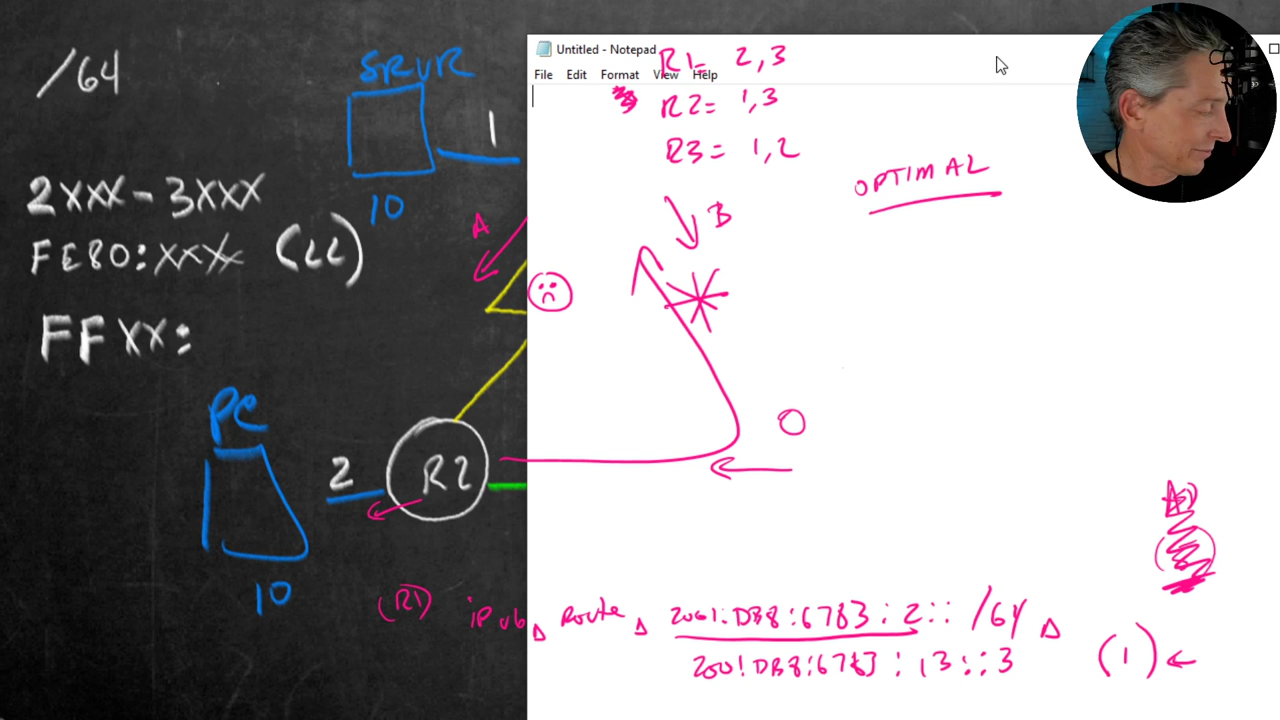 /64
2XXX - 3XXX
FE80:XXX (LL)
FFXX:
SRVR
1
10
A
PC
2
R2
10
Untitled - Notepad
File Edit Format View Help
R1= 2,3
R2= 1,3
R3= 1,2
OPTIMAL
B
O
(R1) iPv6 Route 2001:DB8:6783:2:: /64
2001:DB8:6783:13::3 (1)